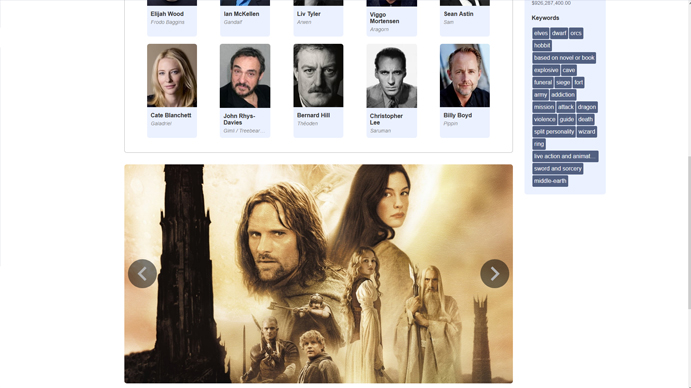 Elijah Wood
Frodo Baggins
Ian McKellen
Gandalf
Liv Tyler
Arwen
Viggo
Mortensen
Aragorn
Sean Astin
Sam
Cate Blanchett
Galadriel
John Rhys-
Davies
Gimli / Treebear ...
Bernard Hill
Théoden
Christopher
Lee
Saruman
Billy Boyd
Pippin
$926,287,400.00
Keywords
elves dwarf orcs
hobbit
based on novel or book
explosive cave
funeral siege fort
army addiction
mission attack dragon
violence guide death
split personality wizard
ring
live action and animat...
sword and sorcery
middle-earth